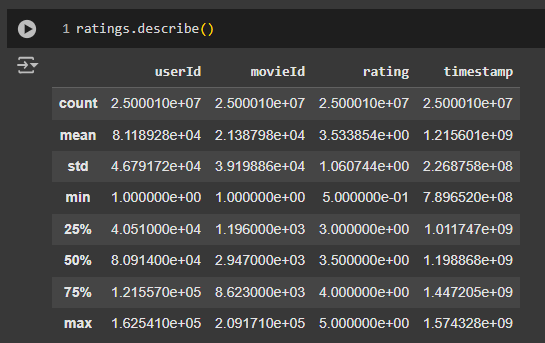 1 ratings.describe()
userId movieId rating timestamp
count 2.500010e+07 2.500010e+07 2.500010e+07 2.500010e+07
mean 8.118928e+04 2.138798e+04 3.533854e+00 1.215601e+09
std 4.679172e+04 3.919886e+04 1.060744e+00 2.268758e+08
min 1.000000e+00 1.000000e+00 5.000000e-01 7.896520e+08
25% 4.051000e+04 1.196000e+03 3.000000e+00 1.011747e+09
50% 8.091400e+04 2.947000e+03 3.500000e+00 1.198868e+09
75% 1.215570e+05 8.623000e+03 4.000000e+00 1.447205e+09
max 1.625410e+05 2.091710e+05 5.000000e+00 1.574328e+09